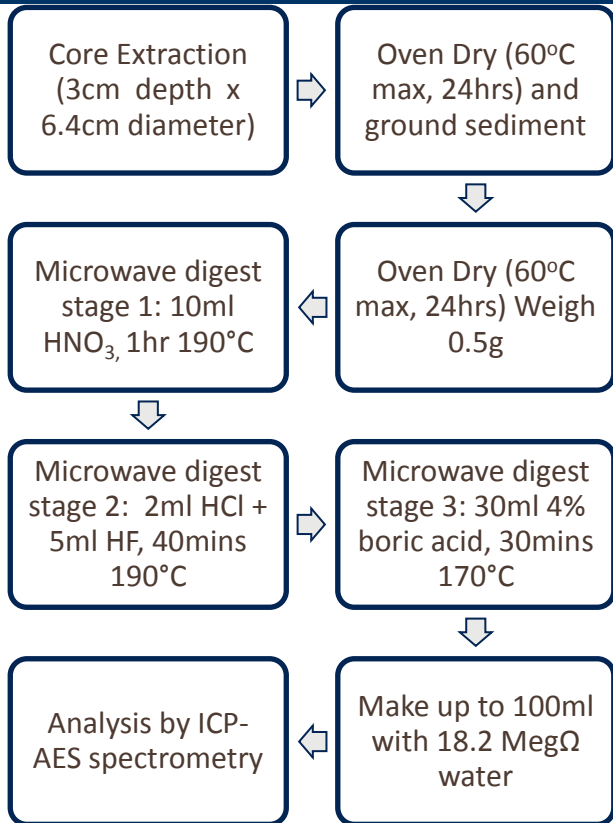 Core Extraction
(3cm  depth  x
6.4cm diameter)
Oven Dry (60°C
max, 24hrs) and
ground sediment
Oven Dry (60°C
max, 24hrs) Weigh
0.5g
Microwave digest
stage 1: 10ml
HNO₃, 1hr 190°C
Microwave digest
stage 2:  2ml HCl +
5ml HF, 40mins
190°C
Microwave digest
stage 3: 30ml 4%
boric acid, 30mins
170°C
Make up to 100ml
with 18.2 MegΩ
water
Analysis by ICP-
AES spectrometry